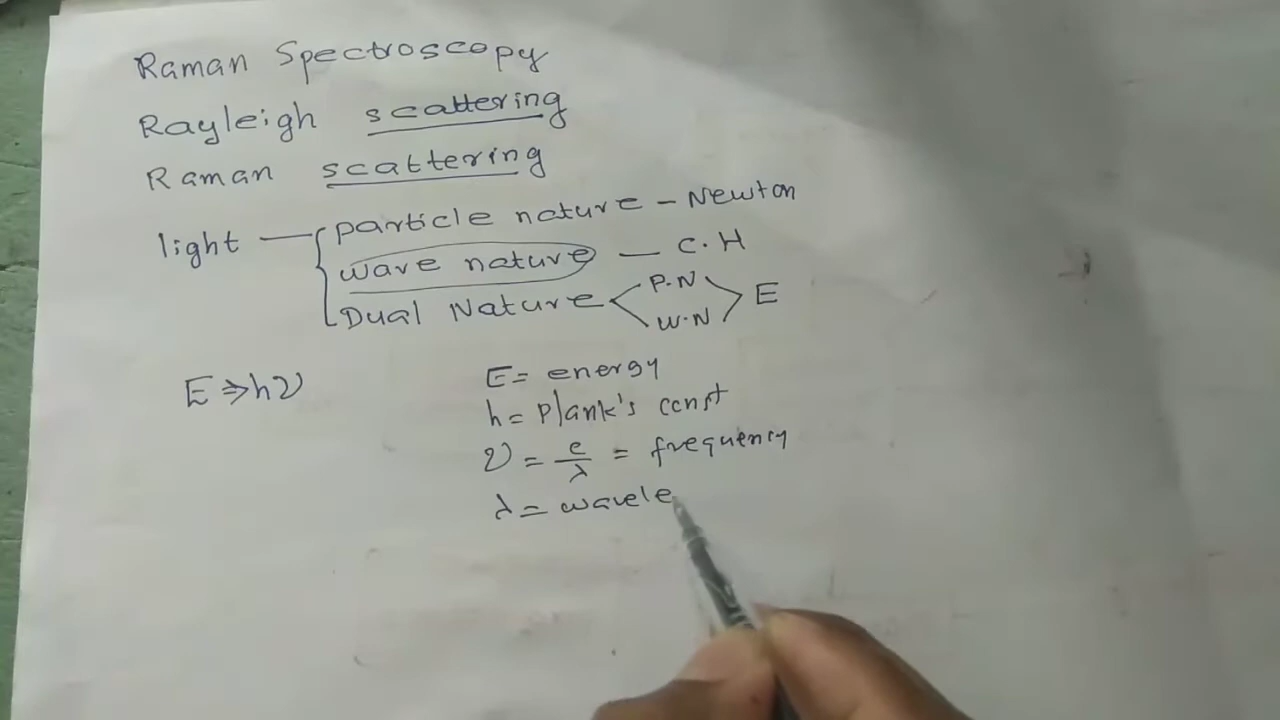 Raman Spectroscopy
Rayleigh scattering
Raman scattering
light — particle nature - Newton
wave nature — C.H
Dual Nature < P.N > E
W.N
E ⇒ hν
E = energy
h = Plank's const
ν = c/λ = frequency
λ = wavele